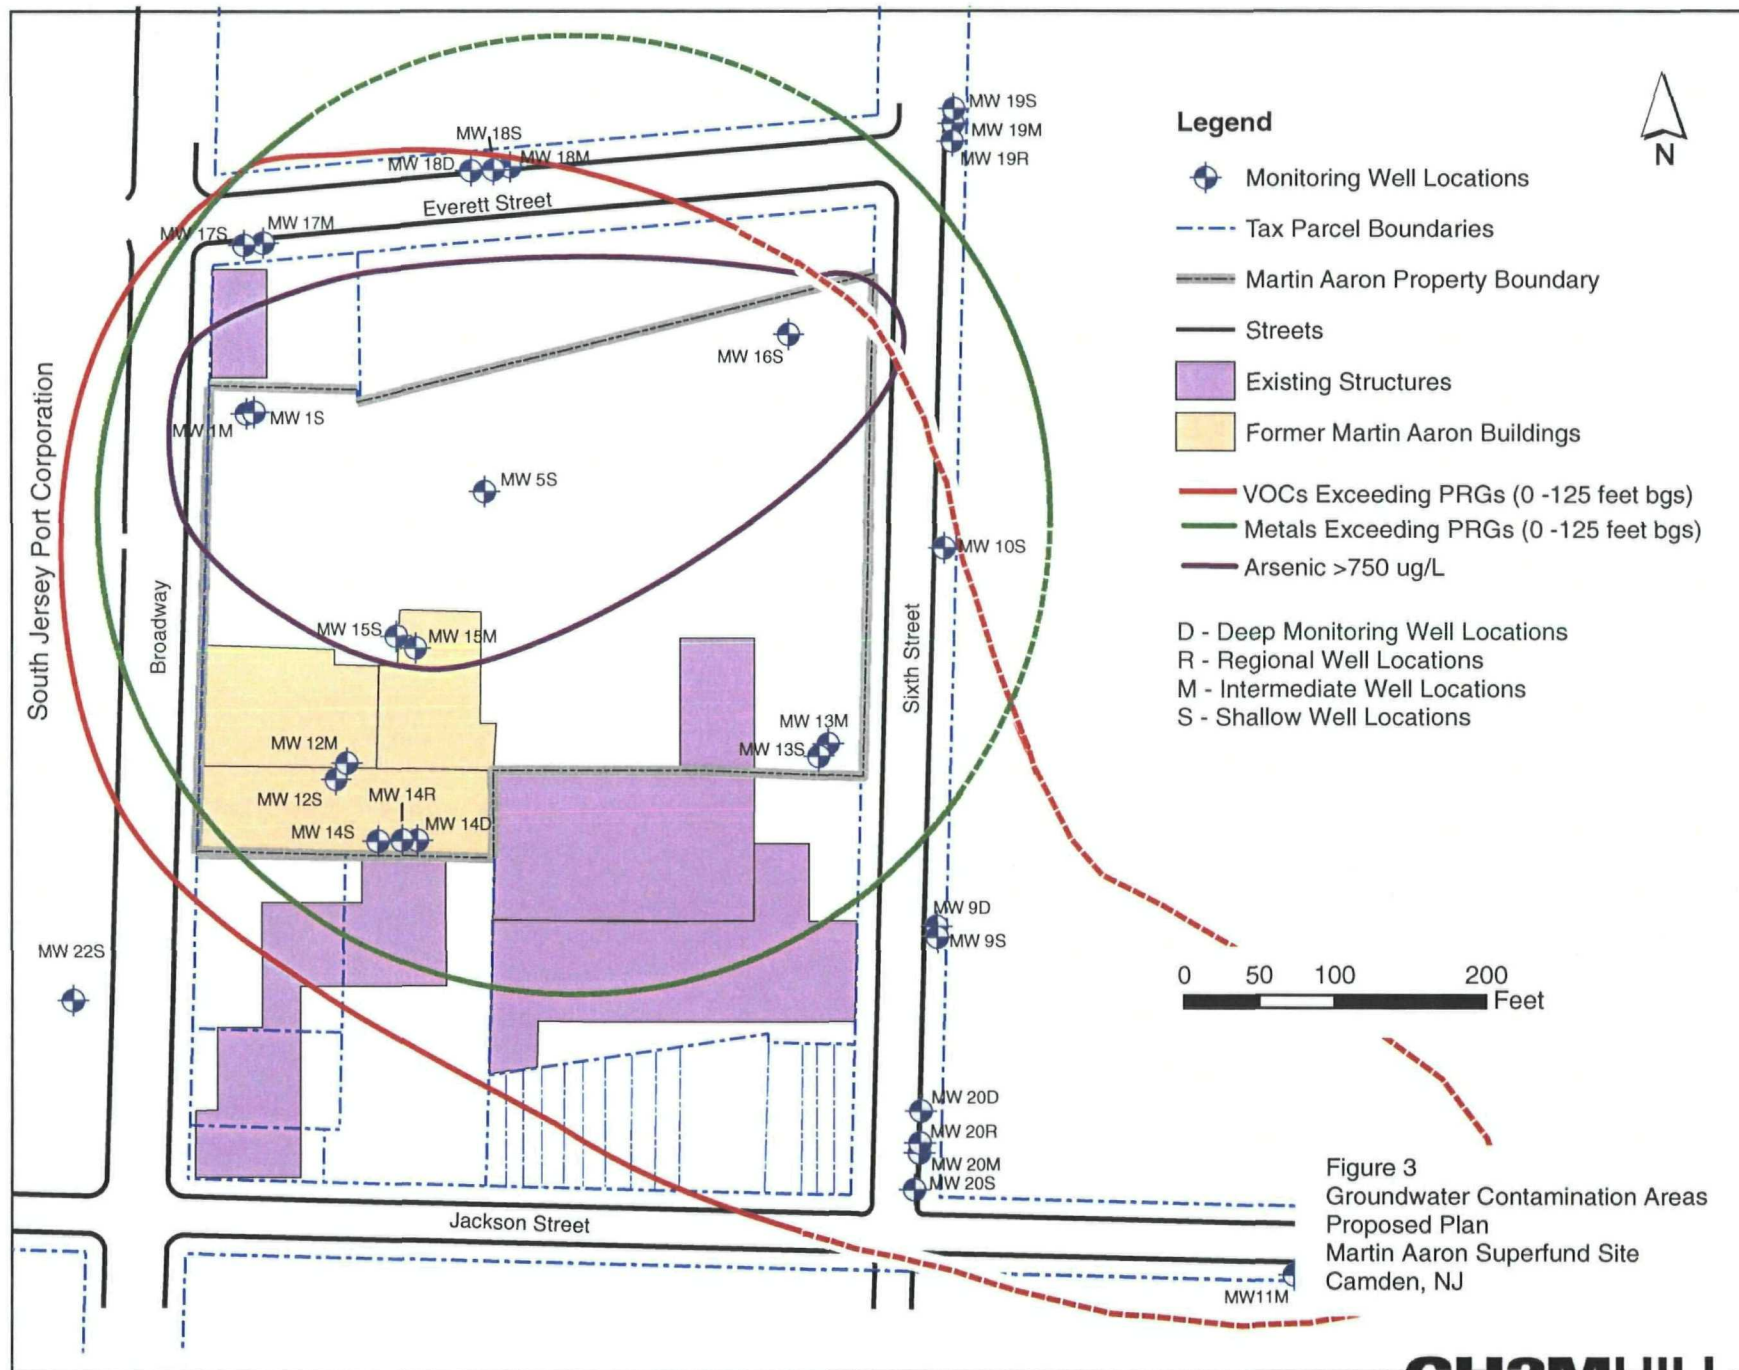 MW 19S
MW 19M
MW 19R
MW 18S
MW 18D
MW 18M
Everett Street
MW 17S
MW 17M
MW 16S
MW 1M
MW 1S
MW 5S
MW 10S
MW 15S
MW 15M
South Jersey Port Corporation
Broadway
Sixth Street
MW 13M
MW 13S
MW 12M
MW 12S
MW 14R
MW 14S
MW 14D
MW 9D
MW 9S
MW 22S
MW 20D
MW 20R
MW 20M
MW 20S
Jackson Street
MW11M
Legend
N
Monitoring Well Locations
Tax Parcel Boundaries
Martin Aaron Property Boundary
Streets
Existing Structures
Former Martin Aaron Buildings
VOCs Exceeding PRGs (0 -125 feet bgs)
Metals Exceeding PRGs (0 -125 feet bgs)
Arsenic >750 ug/L
D - Deep Monitoring Well Locations
R - Regional Well Locations
M - Intermediate Well Locations
S - Shallow Well Locations
0 50 100 200
Feet
Figure 3
Groundwater Contamination Areas
Proposed Plan
Martin Aaron Superfund Site
Camden, NJ